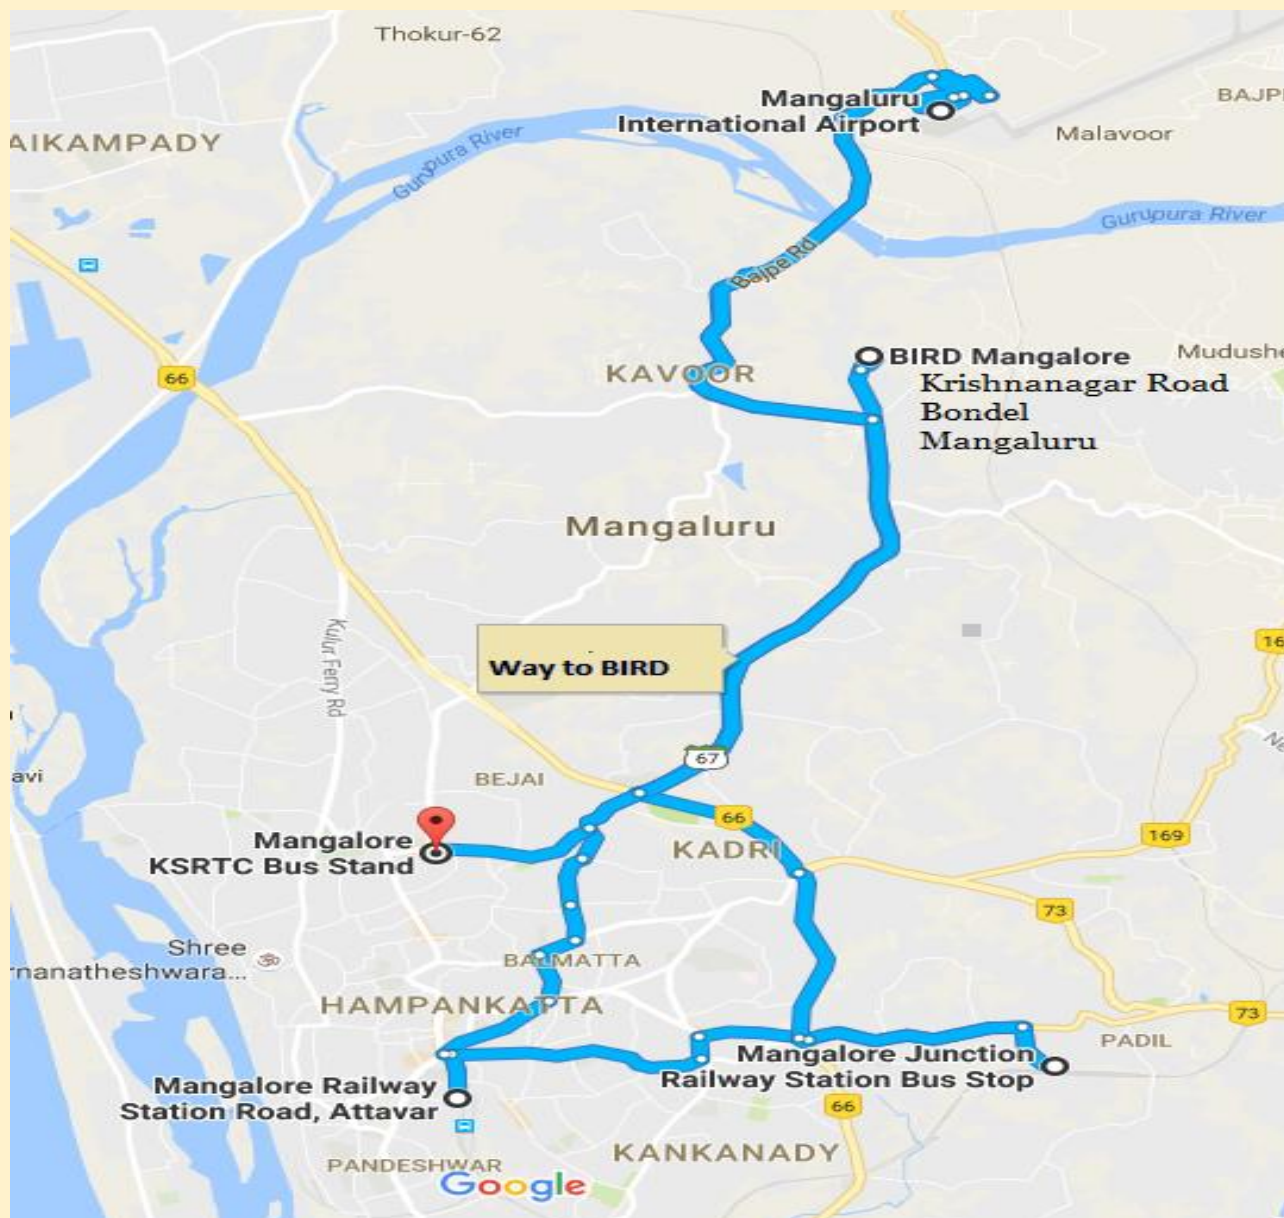 Thokur-62
Mangaluru
International Airport
BAJP
Malavoor
AIKAMPADY
Gurupura River
Gurupura River
Bajpe Rd
66
BIRD Mangalore
Krishnanagar Road
Bondel
Mangaluru
Mudushe
KAVOOR
Mangaluru
Kulur Ferry Rd
Way to BIRD
16
avi
67
BEJAI
66
KADRI
169
Mangalore
KSRTC Bus Stand
73
Shree
rnanatheshwara...
BALMATTA
HAMPANKATTA
73
PADIL
Mangalore Junction
Railway Station Bus Stop
Mangalore Railway
Station Road, Attavar
66
KANKANADY
PANDESHWAR
Google